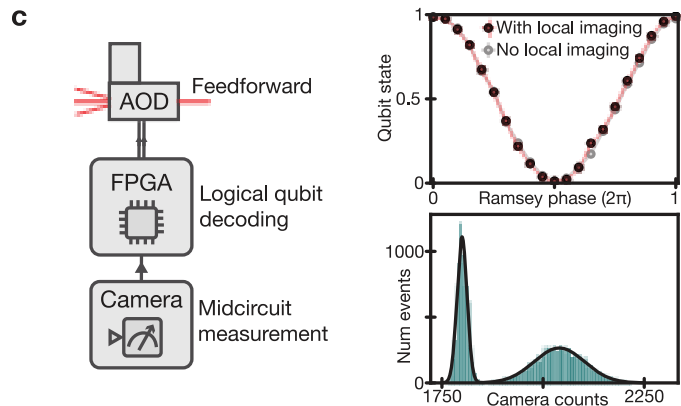 c
AOD
Feedforward
FPGA
Logical qubit
decoding
Camera
Midcircuit
measurement
1
0.5
0
Qubit state
With local imaging
No local imaging
0
Ramsey phase (2π)
1
1000
0
Num events
1750
Camera counts
2250